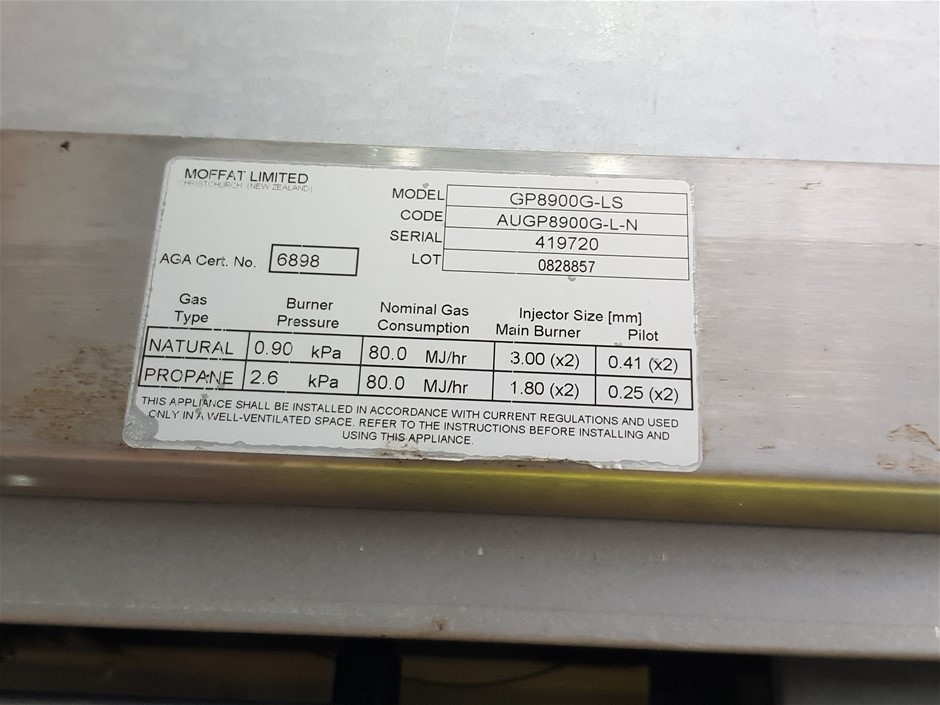 MOFFAT LIMITED
CHRISTCHURCH (NEW ZEALAND)
MODEL GP8900G-LS
CODE AUGP8900G-L-N
SERIAL 419720
LOT 0828857
AGA Cert. No. 6898
Gas Type Burner Pressure Nominal Gas Consumption Injector Size [mm] Main Burner Pilot
NATURAL 0.90 kPa 80.0 MJ/hr 3.00 (x2) 0.41 (x2)
PROPANE 2.6 kPa 80.0 MJ/hr 1.80 (x2) 0.25 (x2)
THIS APPLIANCE SHALL BE INSTALLED IN ACCORDANCE WITH CURRENT REGULATIONS AND USED
ONLY IN A WELL-VENTILATED SPACE. REFER TO THE INSTRUCTIONS BEFORE INSTALLING AND
USING THIS APPLIANCE.